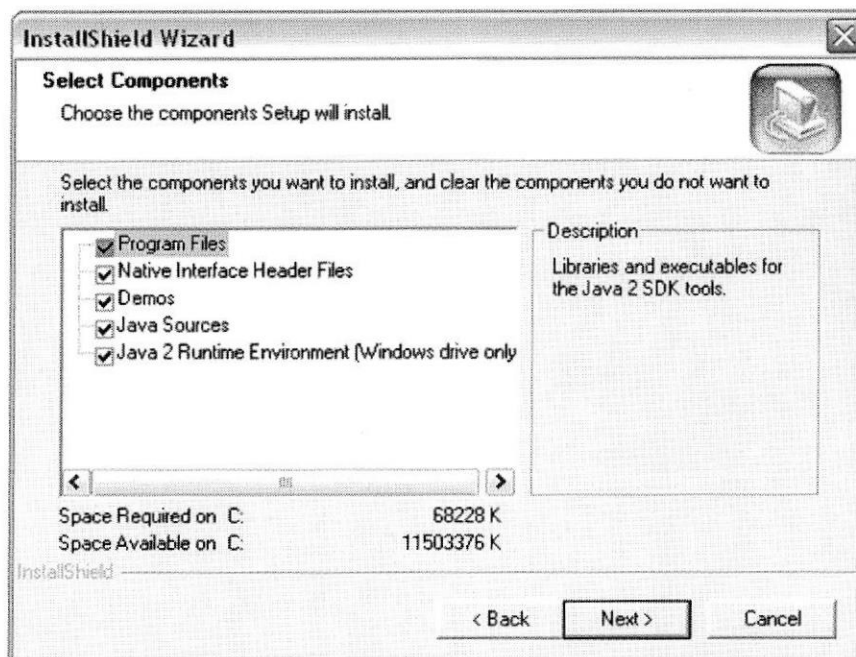 InstallShield Wizard
Select Components
Choose the components Setup will install.
Select the components you want to install, and clear the components you do not want to
install.
Program Files
Native Interface Header Files
Demos
Java Sources
Java 2 Runtime Environment (Windows drive only
Description
Libraries and executables for
the Java 2 SDK tools.
Space Required on C: 68228 K
Space Available on C: 11503376 K
InstallShield
< Back Next > Cancel